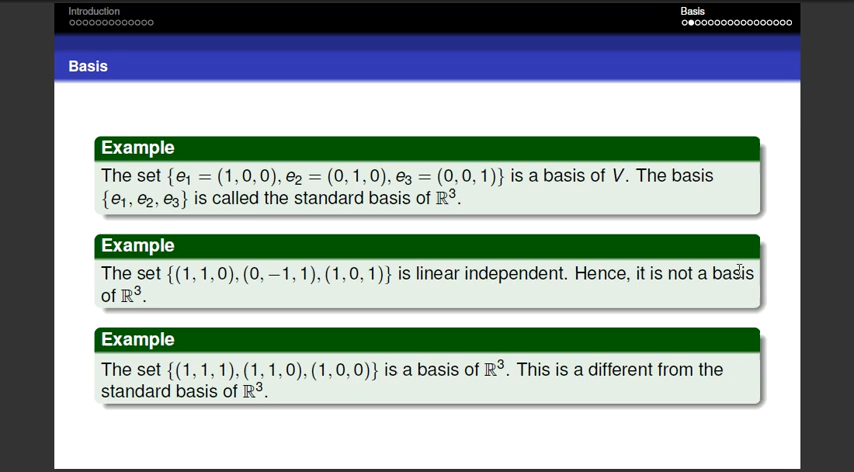 Introduction
Basis
Basis
Example
The set {e₁ = (1, 0, 0), e₂ = (0, 1, 0), e₃ = (0, 0, 1)} is a basis of V. The basis
{e₁, e₂, e₃} is called the standard basis of ℝ³.
Example
The set {(1, 1, 0), (0, −1, 1), (1, 0, 1)} is linear independent. Hence, it is not a basis
of ℝ³.
Example
The set {(1, 1, 1), (1, 1, 0), (1, 0, 0)} is a basis of ℝ³. This is a different from the
standard basis of ℝ³.